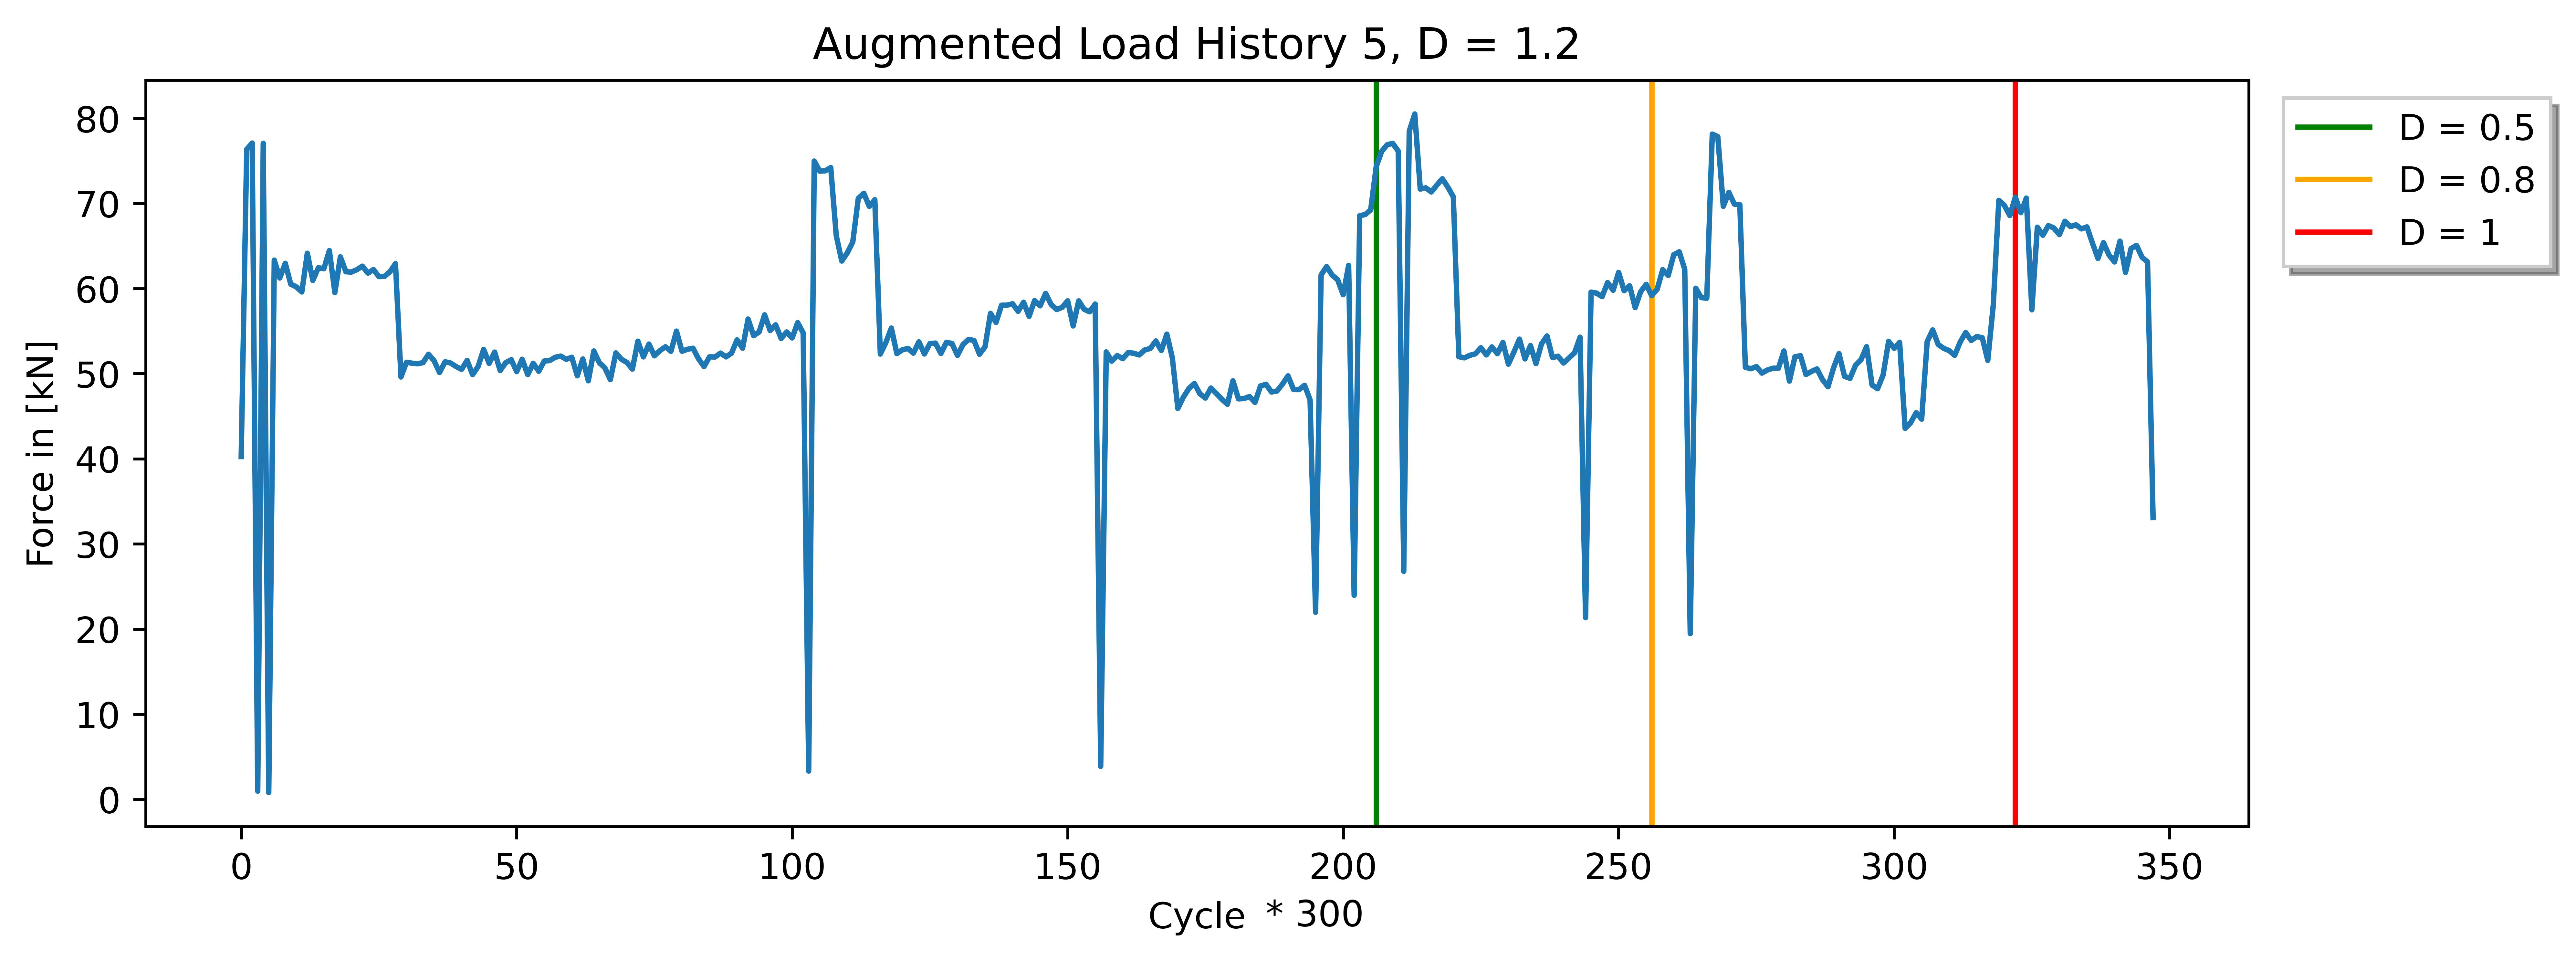 Augmented Load History 5, D = 1.2
Force in [kN]
80
70
60
50
40
30
20
10
0
0 50 100 150 200 250 300 350
Cycle * 300
D = 0.5
D = 0.8
D = 1